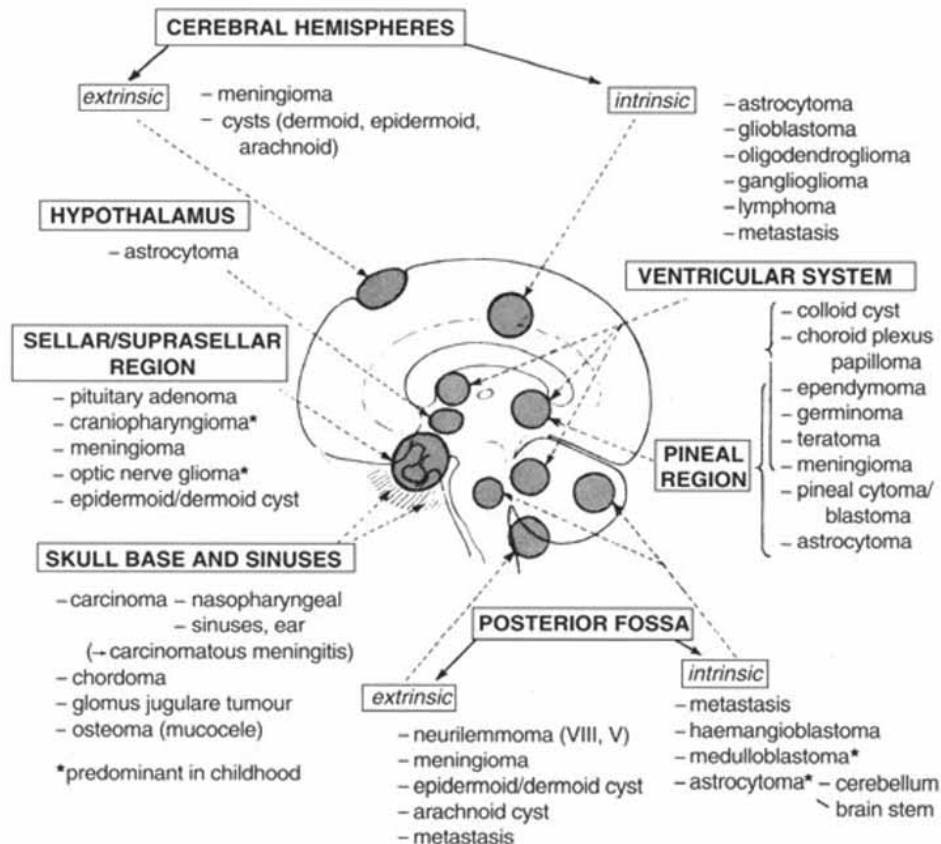 CEREBRAL HEMISPHERES
extrinsic
– meningioma
– cysts (dermoid, epidermoid,
arachnoid)
intrinsic
– astrocytoma
– glioblastoma
– oligodendroglioma
– ganglioglioma
– lymphoma
– metastasis
HYPOTHALAMUS
– astrocytoma
VENTRICULAR SYSTEM
– colloid cyst
– choroid plexus
papilloma
– ependymoma
– germinoma
– teratoma
– meningioma
– pineal cytoma/
blastoma
– astrocytoma
PINEAL
REGION
SELLAR/SUPRASELLAR
REGION
– pituitary adenoma
– craniopharyngioma*
– meningioma
– optic nerve glioma*
– epidermoid/dermoid cyst
SKULL BASE AND SINUSES
– carcinoma – nasopharyngeal
– sinuses, ear
(→ carcinomatous meningitis)
– chordoma
– glomus jugulare tumour
– osteoma (mucocele)
*predominant in childhood
POSTERIOR FOSSA
extrinsic
– neurilemmoma (VIII, V)
– meningioma
– epidermoid/dermoid cyst
– arachnoid cyst
– metastasis
intrinsic
– metastasis
– haemangioblastoma
– medulloblastoma*
– astrocytoma* – cerebellum
brain stem